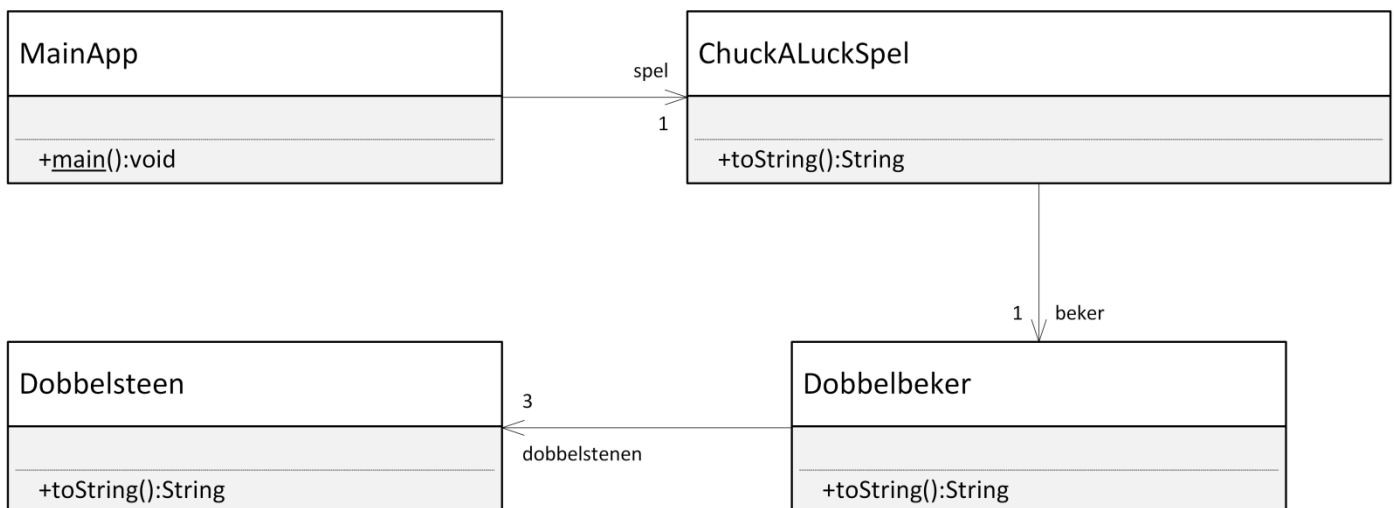 MainApp
+main():void
spel
1
ChuckALuckSpel
+toString():String
1 beker
Dobbelsteen
+toString():String
3
dobbelstenen
Dobbelbeker
+toString():String